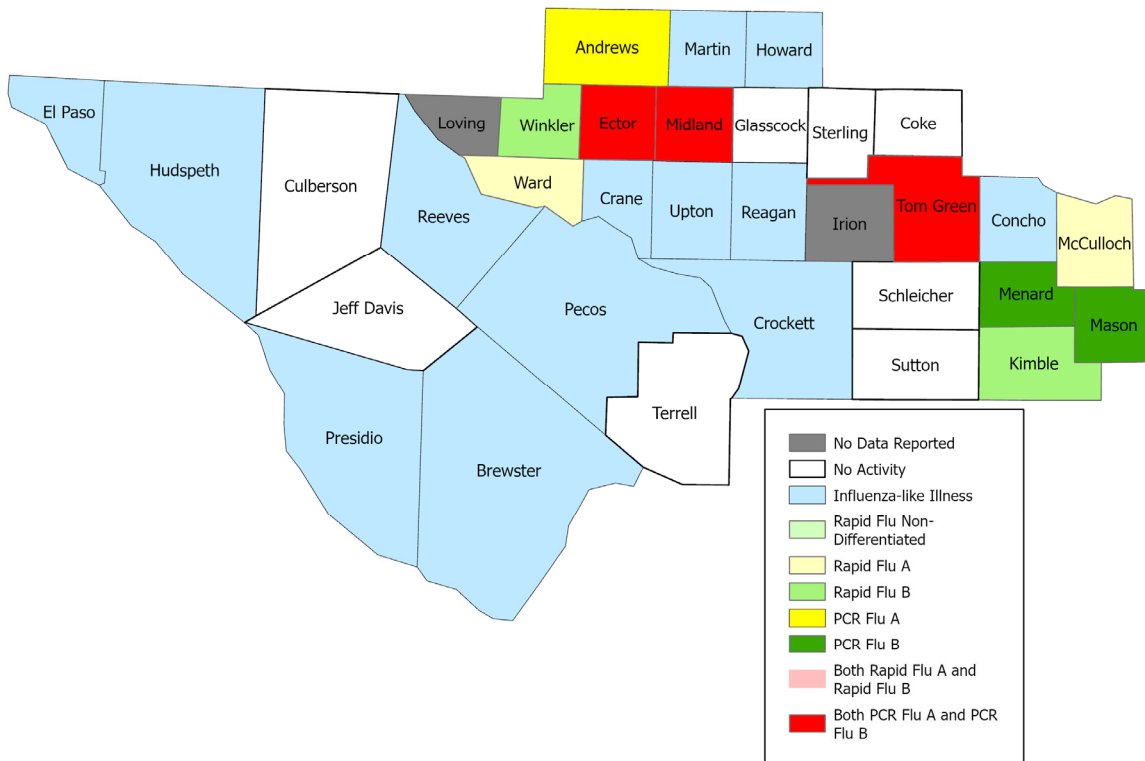 Andrews
Martin
Howard
El Paso
Hudspeth
Culberson
Loving
Winkler
Ector
Midland
Glasscock
Sterling
Coke
Reeves
Ward
Crane
Upton
Reagan
Irion
Tom Green
Concho
McCulloch
Jeff Davis
Pecos
Crockett
Schleicher
Menard
Mason
Sutton
Kimble
Terrell
Presidio
Brewster
No Data Reported
No Activity
Influenza-like Illness
Rapid Flu Non-
Differentiated
Rapid Flu A
Rapid Flu B
PCR Flu A
PCR Flu B
Both Rapid Flu A and
Rapid Flu B
Both PCR Flu A and PCR
Flu B